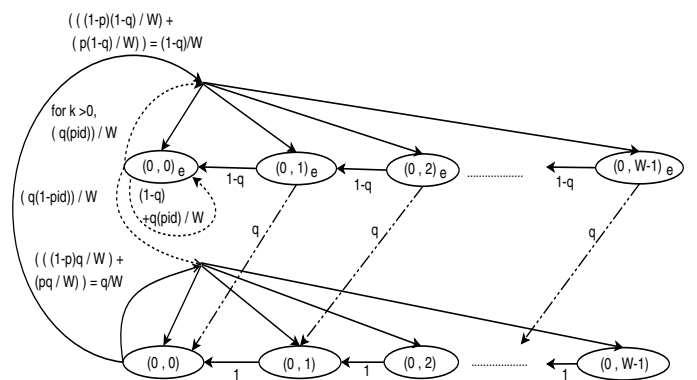 ( ( ( (1-p)(1-q) / W) +
( p(1-q) / W) ) = (1-q)/W
for k >0,
( q(pid)) / W
(0 , 0) e
(0 , 1) e
(0 , 2) e
(0 , W-1) e
1-q
1-q
1-q
( q(1-pid)) / W
(1-q)
+q(pid) / W
q
q
q
( ( ( (1-p)q / W ) +
(pq / W) ) = q/W
(0 , 0)
(0 , 1)
(0 , 2)
(0 , W-1)
1
1
1